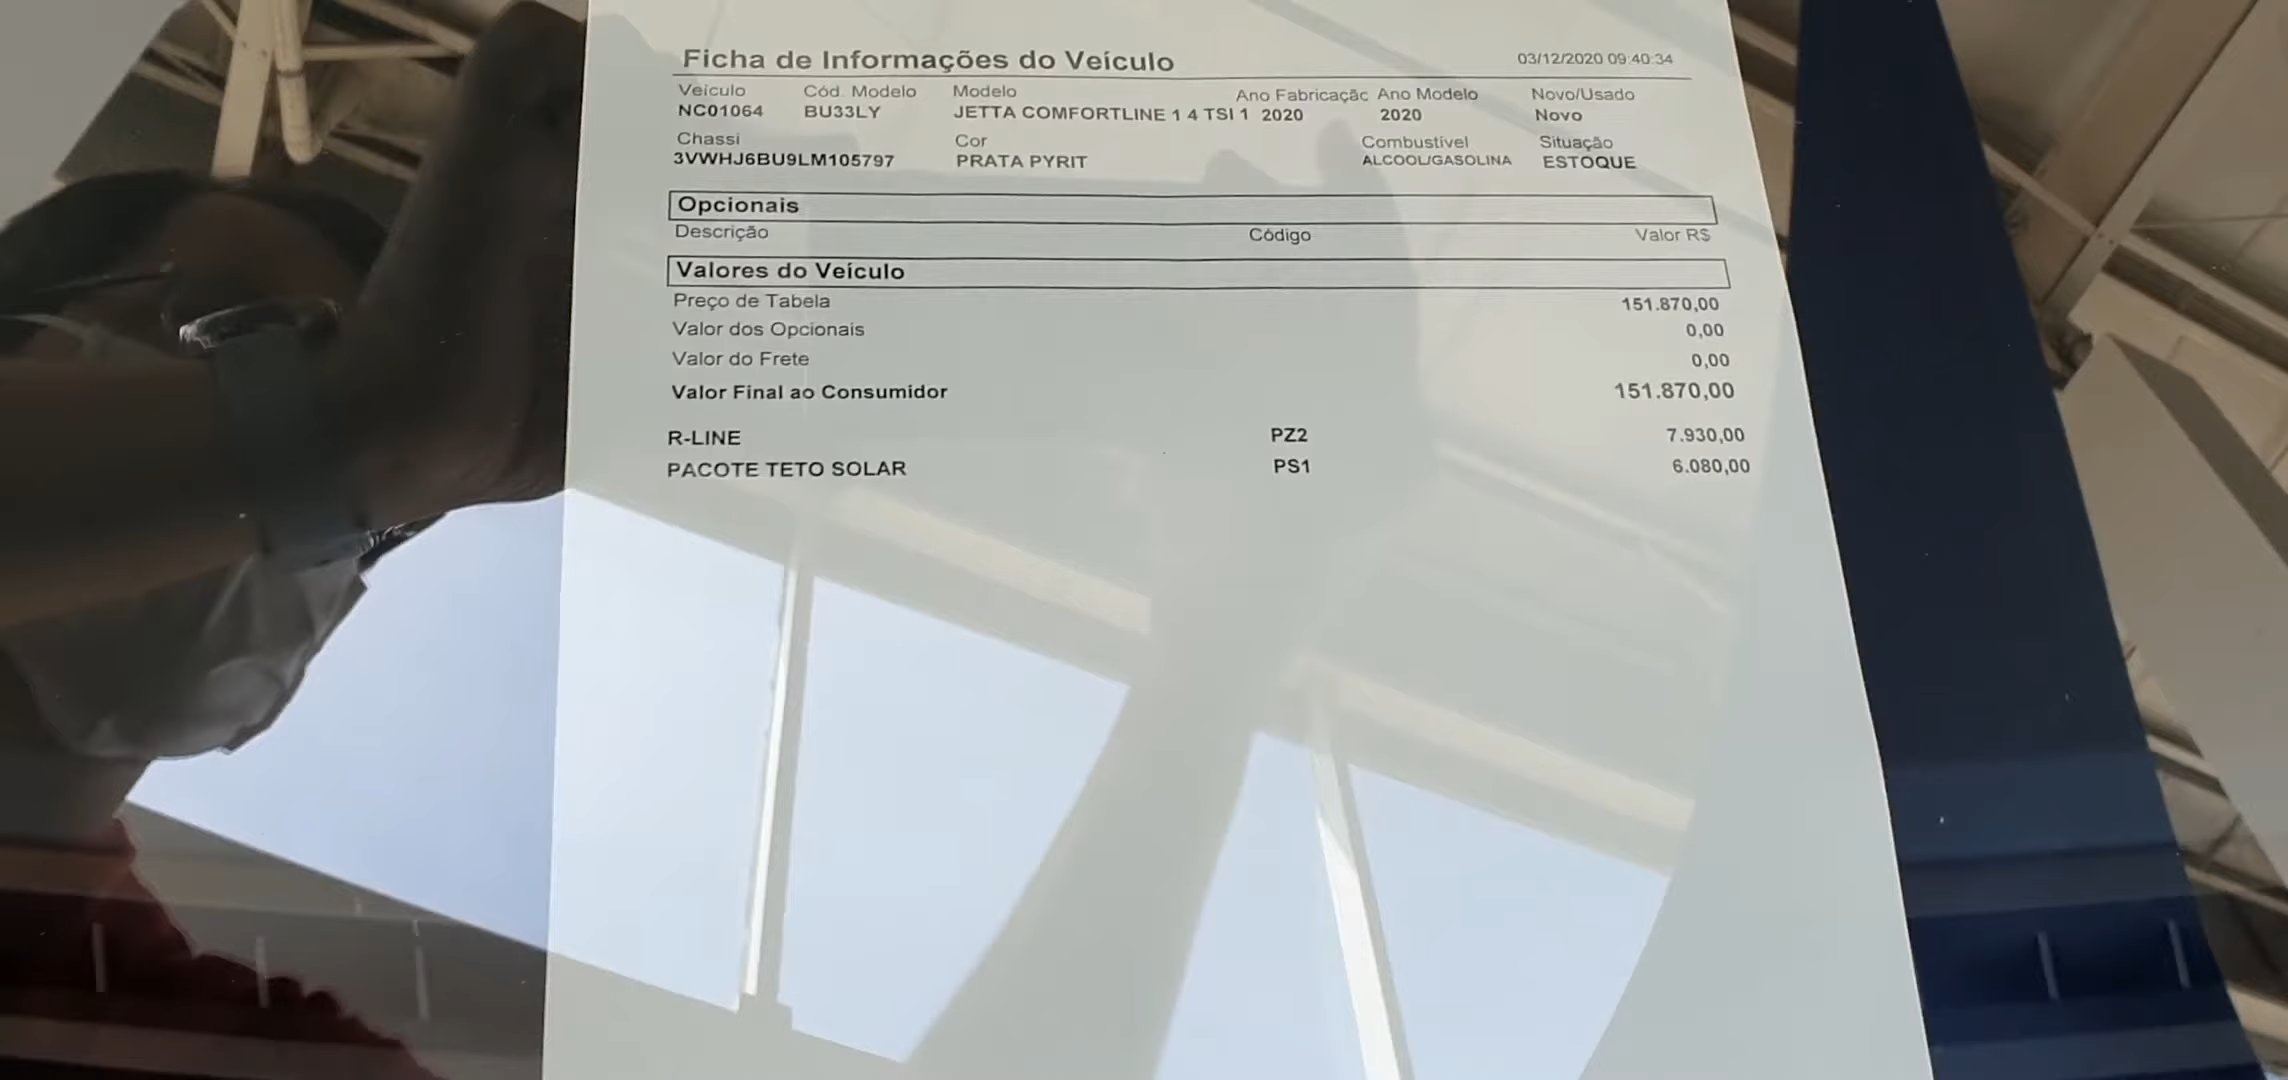 Ficha de Informações do Veículo 03/12/2020 09:40:34
Veículo Cód. Modelo Modelo Ano Fabricaçãc Ano Modelo Novo/Usado
NC01064 BU33LY JETTA COMFORTLINE 1 4 TSI 1 2020 2020 Novo
Chassi Cor Combustível Situação
3VWHJ6BU9LM105797 PRATA PYRIT ALCOOL/GASOLINA ESTOQUE
Opcionais
Descrição Código Valor R$
Valores do Veículo
Preço de Tabela 151.870,00
Valor dos Opcionais 0,00
Valor do Frete 0,00
Valor Final ao Consumidor 151.870,00
R-LINE PZ2 7.930,00
PACOTE TETO SOLAR PS1 6.080,00